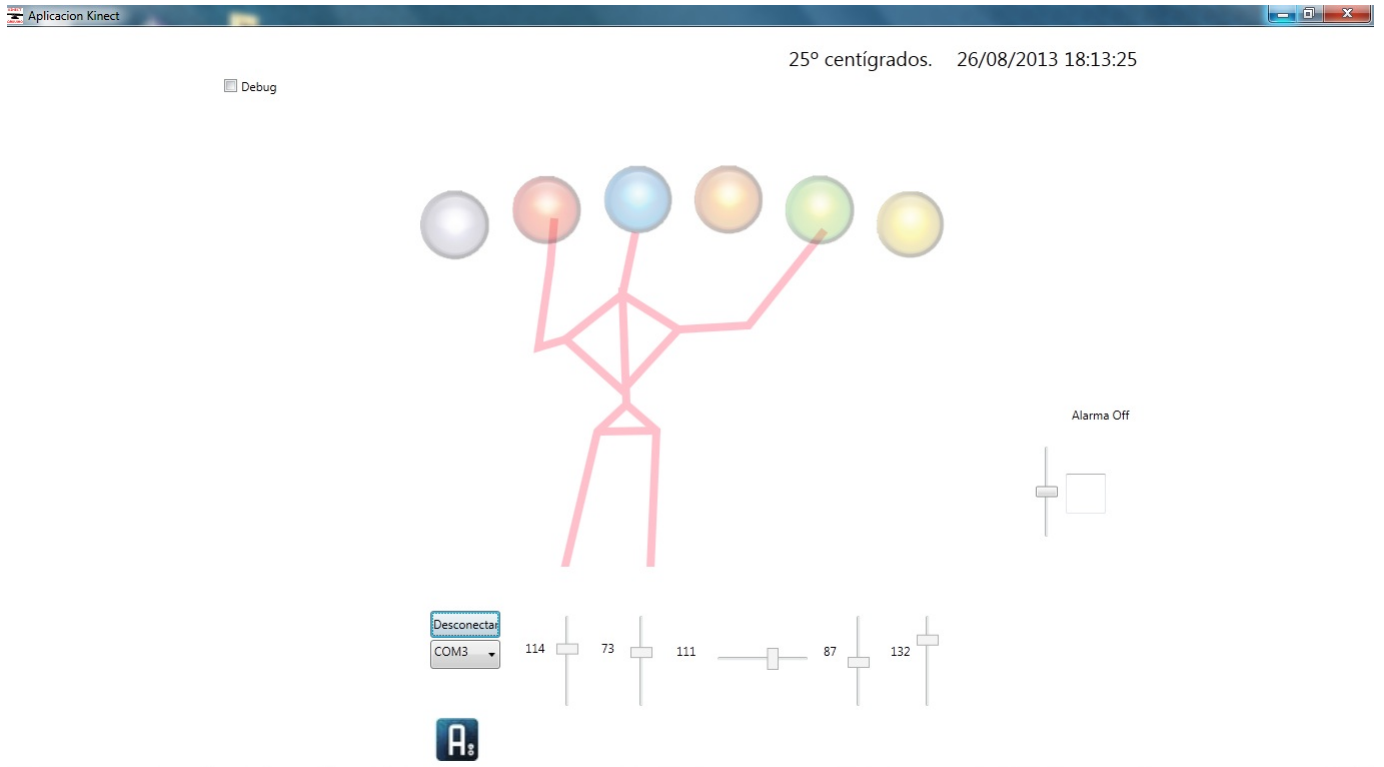 Aplicacion Kinect
25º centígrados. 26/08/2013 18:13:25
Debug
Alarma Off
Desconectar
COM3
114 73 111 87 132